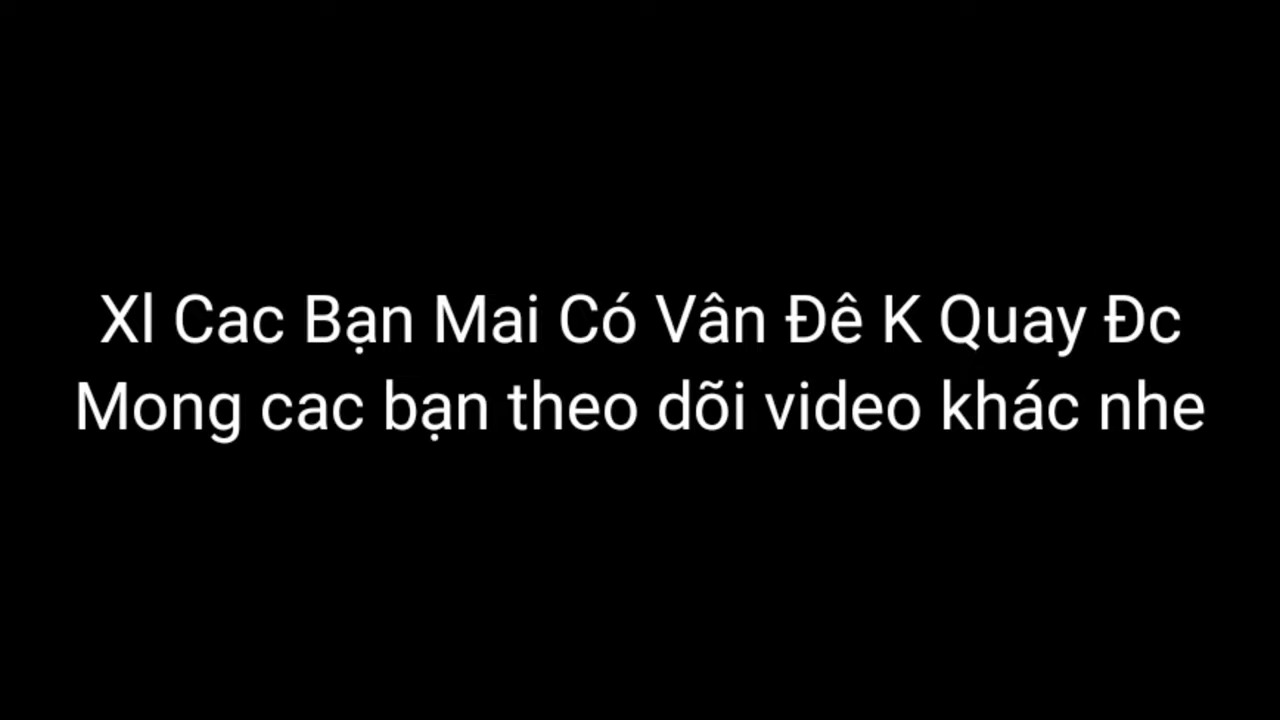 Xl Cac Bạn Mai Có Vân Đê K Quay Đc
Mong cac bạn theo dõi video khác nhe